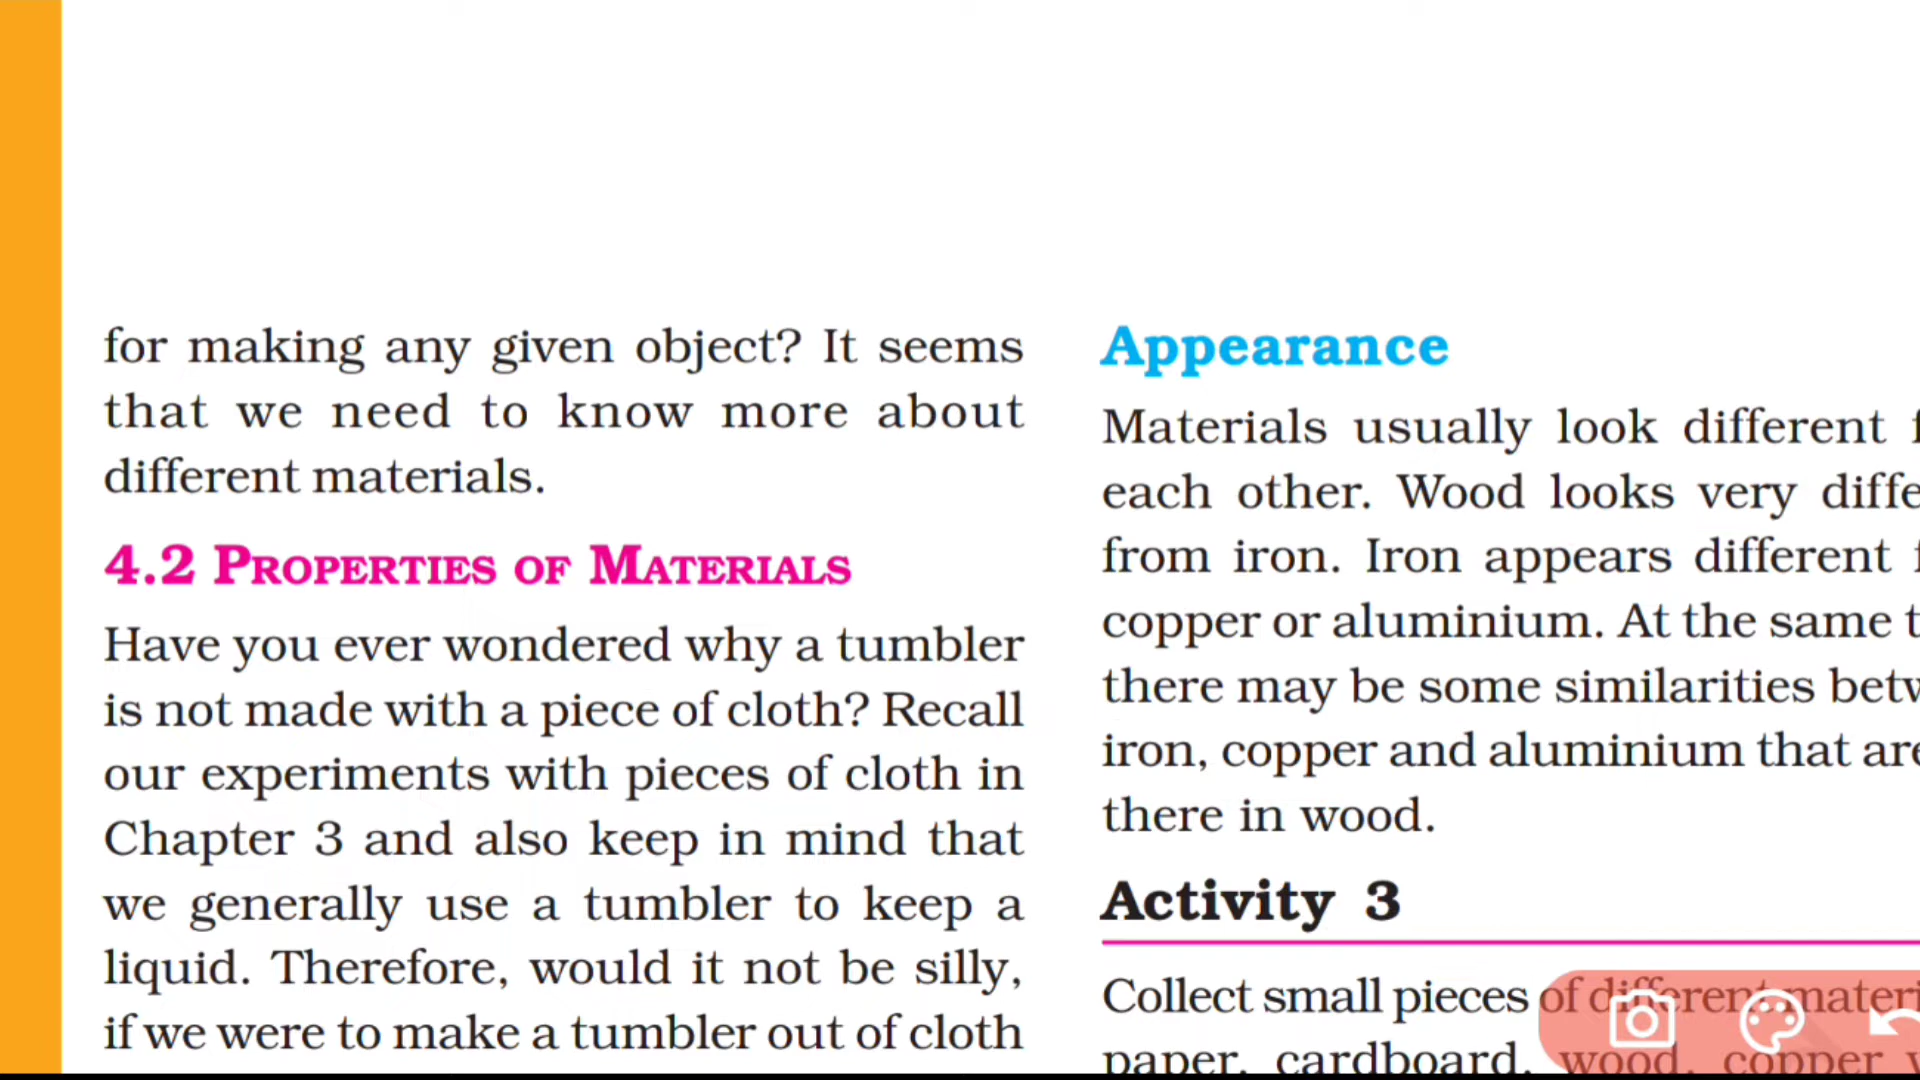 for making any given object? It seems
that we need to know more about
different materials.
4.2 PROPERTIES OF MATERIALS
Have you ever wondered why a tumbler
is not made with a piece of cloth? Recall
our experiments with pieces of cloth in
Chapter 3 and also keep in mind that
we generally use a tumbler to keep a
liquid. Therefore, would it not be silly,
if we were to make a tumbler out of cloth
Appearance
Materials usually look different
each other. Wood looks very
from iron. Iron appears different
copper or aluminium. At the same
there may be some similarities
iron, copper and aluminium that
there in wood.
Activity 3
Collect small pieces of different
paper, cardboard, wood, copper